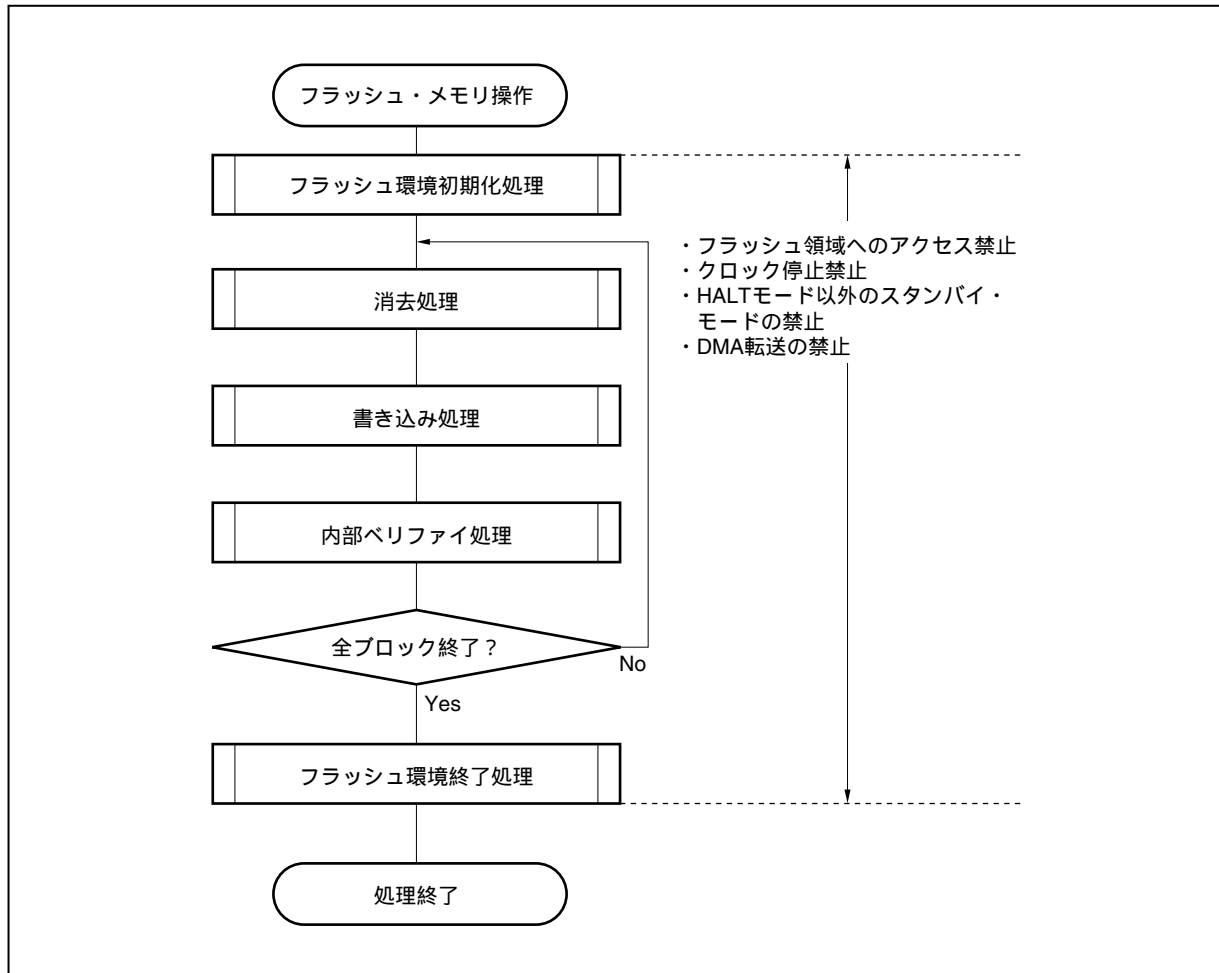 フラッシュ・メモリ操作
フラッシュ環境初期化処理
・フラッシュ領域へのアクセス禁止
・クロック停止禁止
・HALTモード以外のスタンバイ・
モードの禁止
・DMA転送の禁止
消去処理
書き込み処理
内部ベリファイ処理
全ブロック終了？
No
Yes
フラッシュ環境終了処理
処理終了